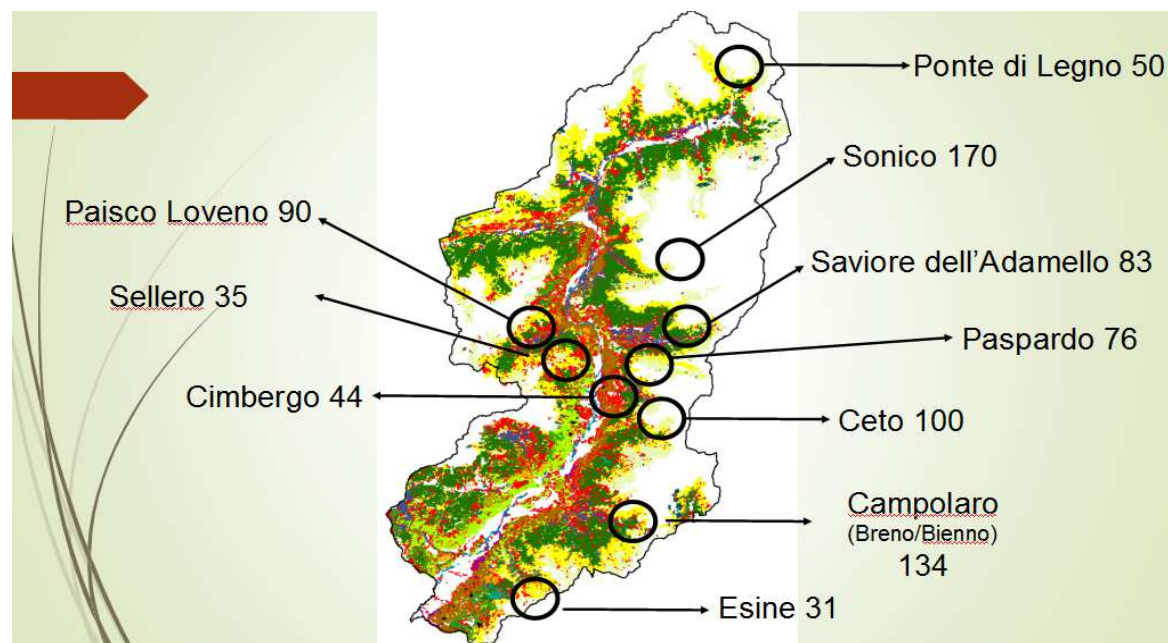 Ponte di Legno 50
Sonico 170
Paisco Loveno 90
Saviore dell'Adamello 83
Sellero 35
Paspardo 76
Cimbergo 44
Ceto 100
Campolaro
(Breno/Bienno)
134
Esine 31